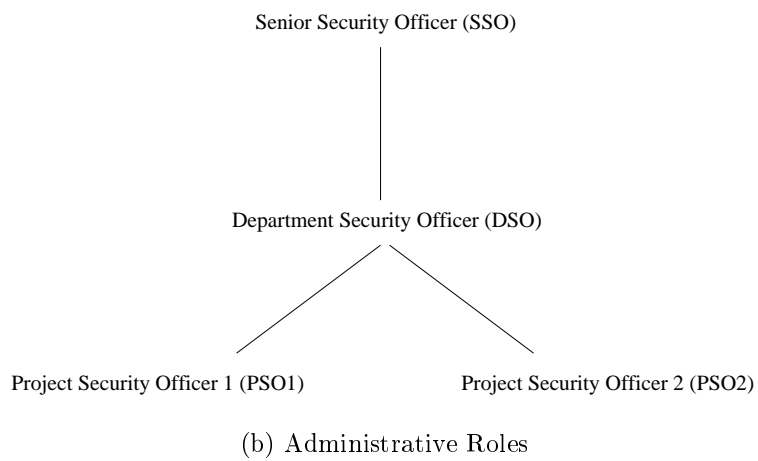 Senior Security Officer (SSO)
Department Security Officer (DSO)
Project Security Officer 1 (PSO1)
Project Security Officer 2 (PSO2)
(b) Administrative Roles